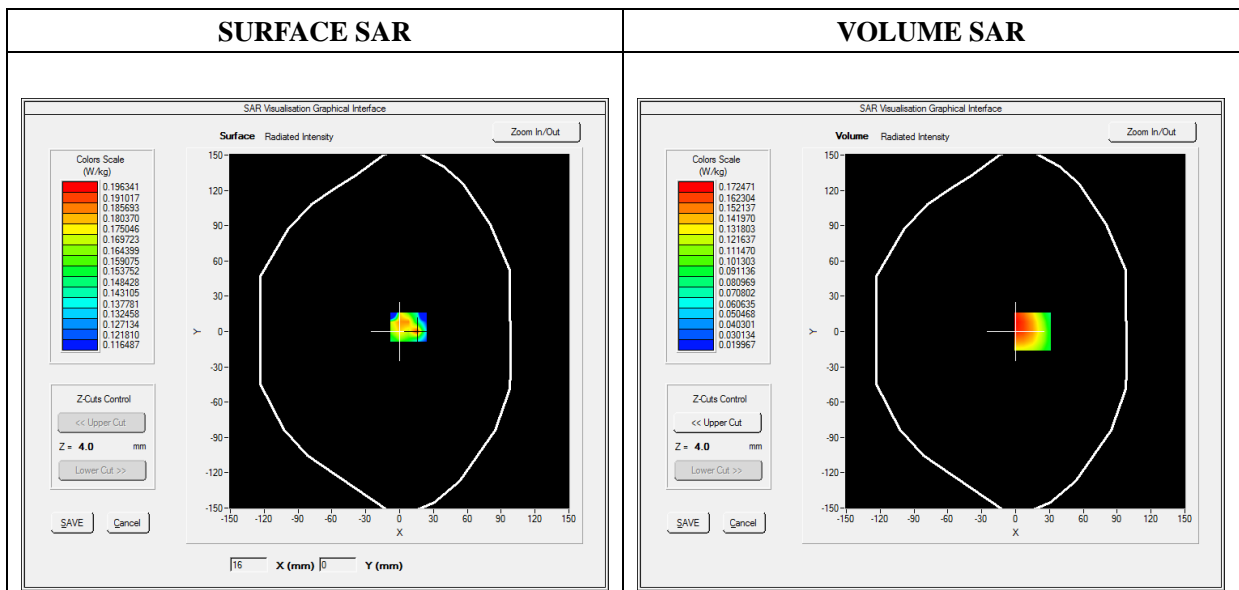 SURFACE SAR
VOLUME SAR
SAR Visualisation Graphical Interface
Surface Radiated Intensity
Zoom In/Out
Colors Scale
(W/kg)
0.196341
0.191017
0.185693
0.180370
0.175046
0.169723
0.164399
0.159075
0.153752
0.148428
0.143105
0.137781
0.132458
0.127134
0.121810
0.116487
Z-Cuts Control
<< Upper Cut
Z = 4.0 mm
Lower Cut >>
SAVE Cancel
150
120
90
60
30
0
-30
-60
-90
-120
-150
Y
-150 -120 -90 -60 -30 0 30 60 90 120 150
X
16 X (mm) 0 Y (mm)
SAR Visualisation Graphical Interface
Volume Radiated Intensity
Zoom In/Out
Colors Scale
(W/kg)
0.172471
0.162304
0.152137
0.141970
0.131803
0.121637
0.111470
0.101303
0.091136
0.080969
0.070802
0.060635
0.050468
0.040301
0.030134
0.019967
Z-Cuts Control
<< Upper Cut
Z = 4.0 mm
Lower Cut >>
SAVE Cancel
150
120
90
60
30
0
-30
-60
-90
-120
-150
Y
-150 -120 -90 -60 -30 0 30 60 90 120 150
X